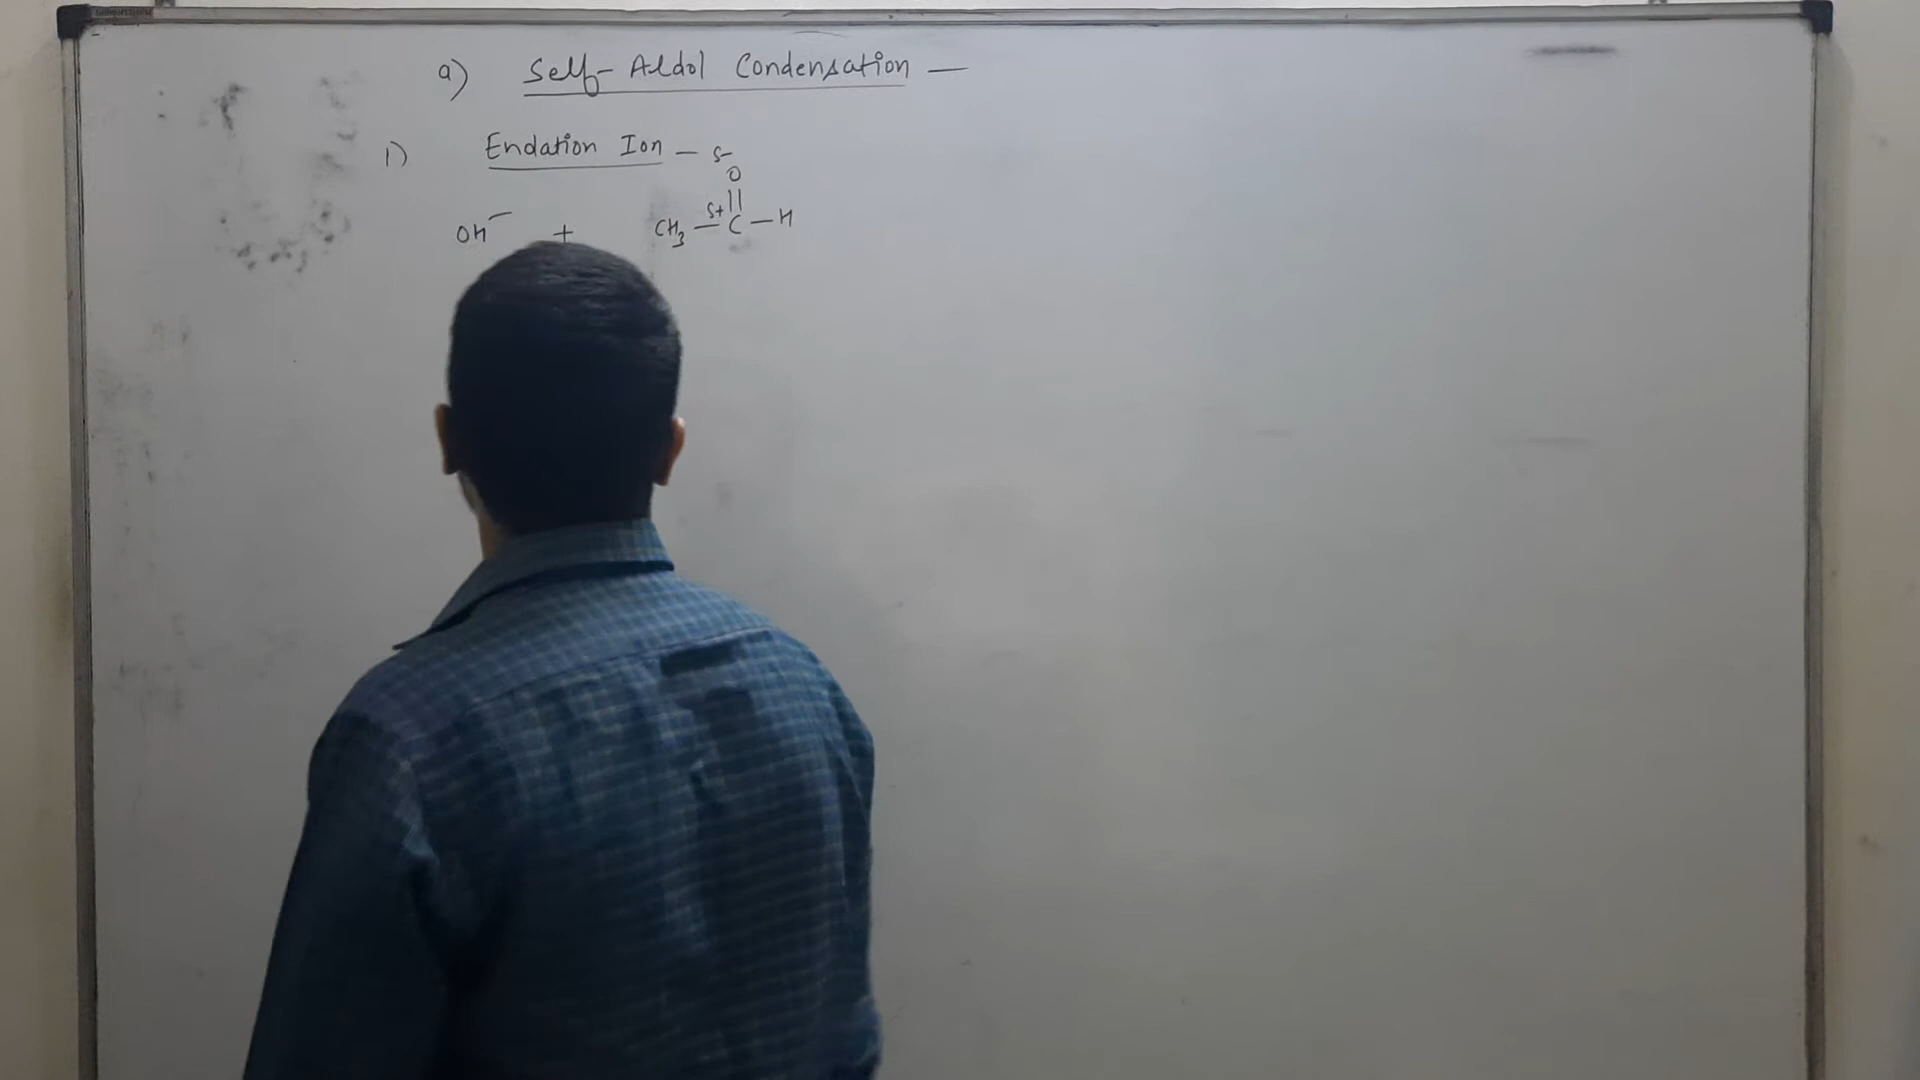 a) Self-Aldol Condensation —
1) Endation Ion —
δ-
O
||
OH⁻ + CH₃ —δ+ C — H